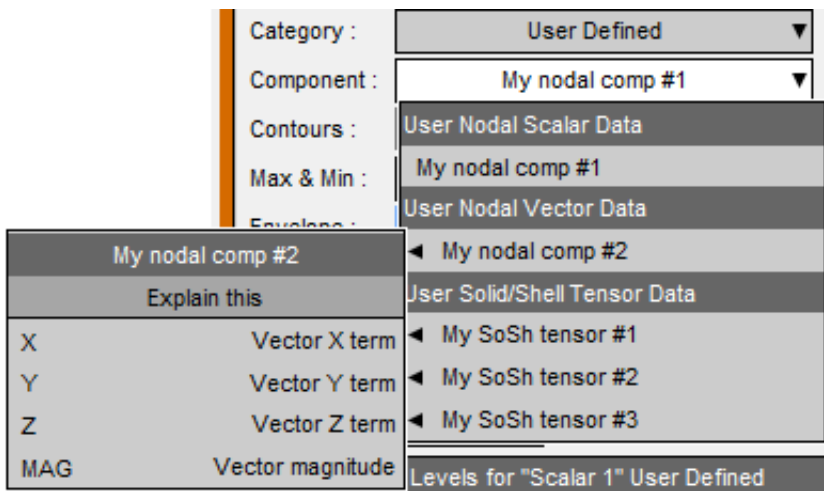 Category :
User Defined
Component :
My nodal comp #1
Contours :
User Nodal Scalar Data
Max & Min :
My nodal comp #1
User Nodal Vector Data
Envelope :
My nodal comp #2
User Solid/Shell Tensor Data
My SoSh tensor #1
My SoSh tensor #2
My SoSh tensor #3
My nodal comp #2
Explain this
X Vector X term
Y Vector Y term
Z Vector Z term
MAG Vector magnitude
Levels for "Scalar 1" User Defined